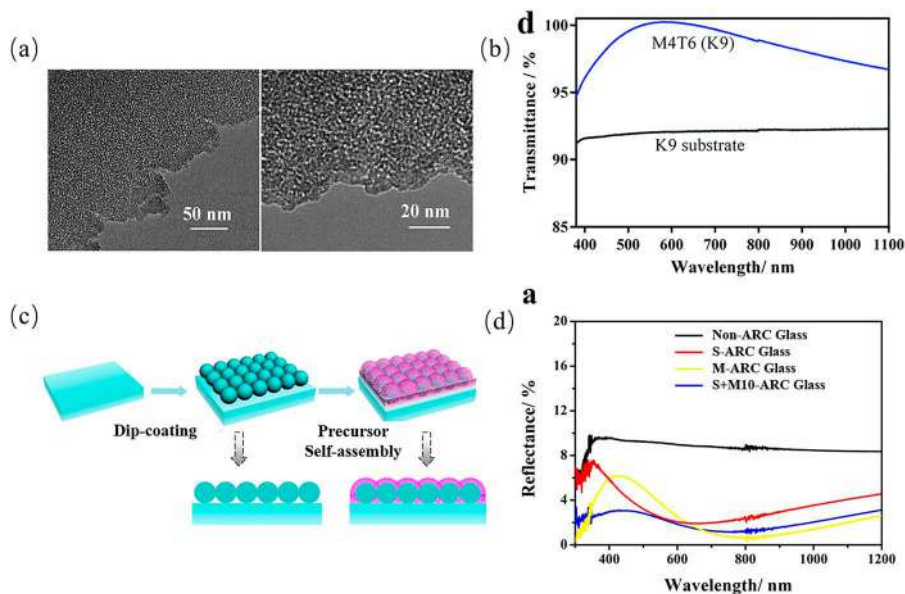 (a)
50 nm
20 nm
(b)
d
100
95
90
85
Transmittance / %
M4T6 (K9)
K9 substrate
400 500 600 700 800 900 1000 1100
Wavelength/ nm
(c)
Dip-coating
Precursor
Self-assembly
(d)
a
20
16
12
8
4
0
Reflectance/ %
Non-ARC Glass
S-ARC Glass
M-ARC Glass
S+M10-ARC Glass
400 600 800 1000 1200
Wavelength/ nm